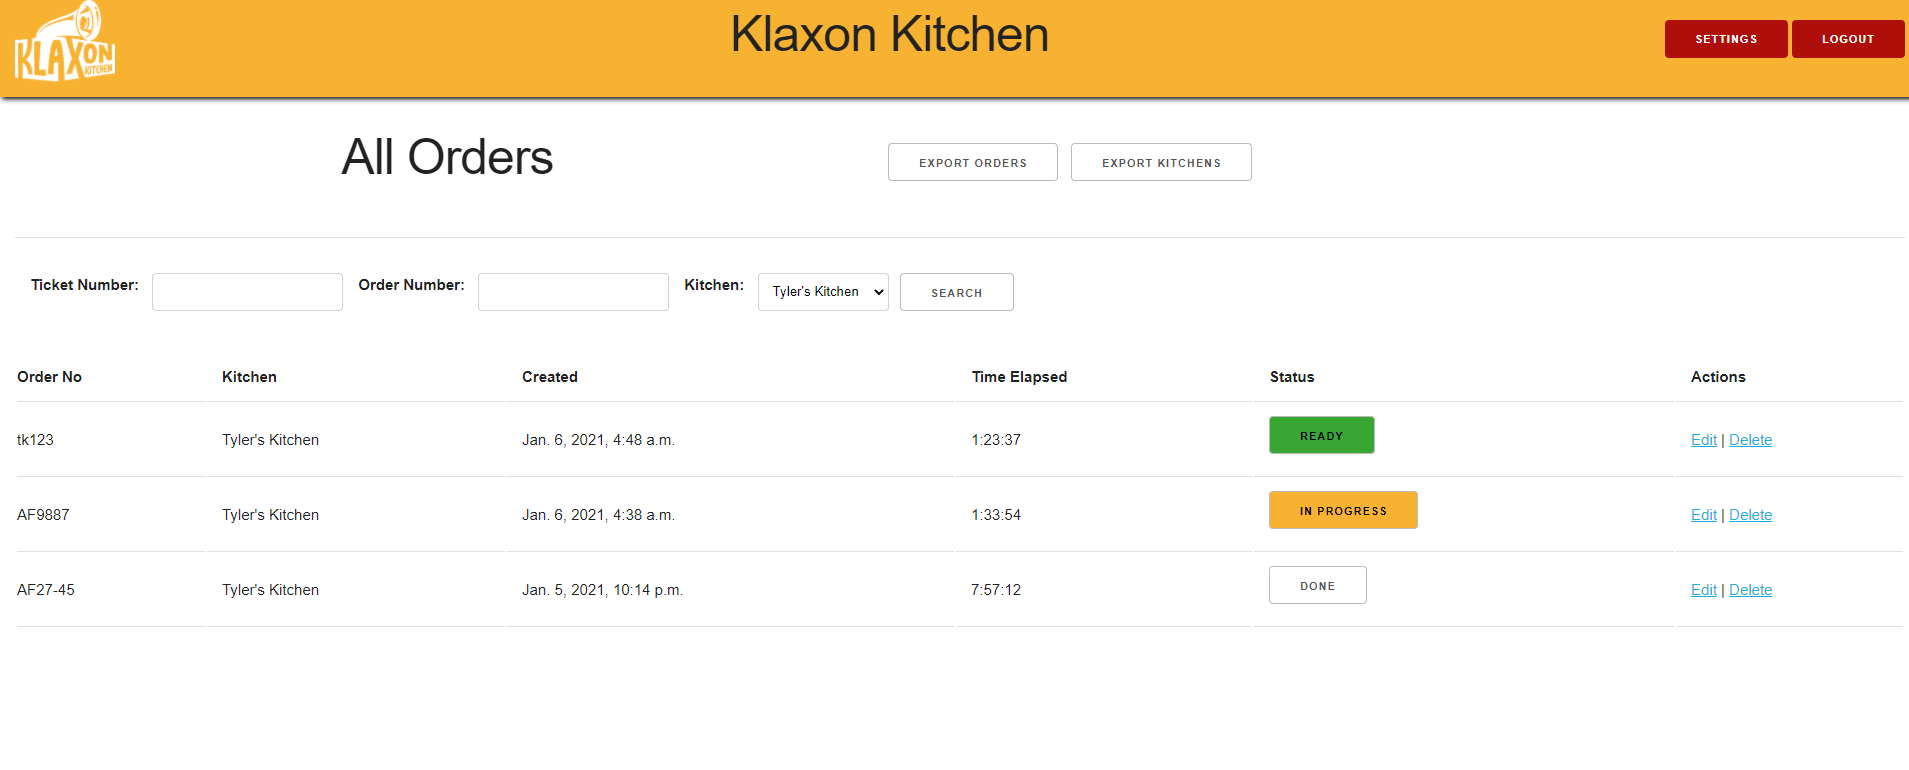 KLAXON
KITCHEN
Klaxon Kitchen
SETTINGS LOGOUT
All Orders
EXPORT ORDERS EXPORT KITCHENS
Ticket Number: Order Number: Kitchen: Tyler's Kitchen SEARCH
Order No Kitchen Created Time Elapsed Status Actions
tk123 Tyler's Kitchen Jan. 6, 2021, 4:48 a.m. 1:23:37 READY Edit | Delete
AF9887 Tyler's Kitchen Jan. 6, 2021, 4:38 a.m. 1:33:54 IN PROGRESS Edit | Delete
AF27-45 Tyler's Kitchen Jan. 5, 2021, 10:14 p.m. 7:57:12 DONE Edit | Delete